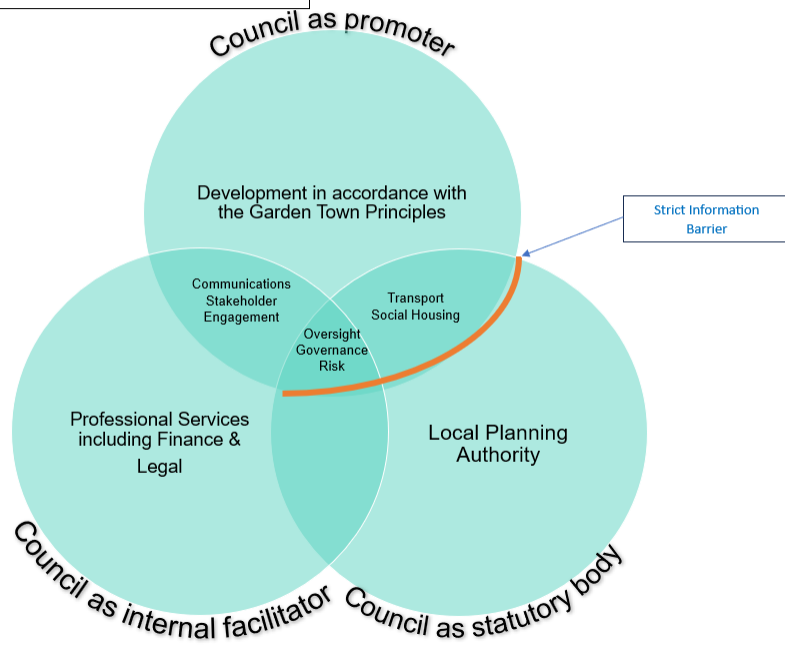 Council as promoter
Development in accordance with
the Garden Town Principles
Strict Information
Barrier
Communications
Stakeholder
Engagement
Transport
Social Housing
Oversight
Governance
Risk
Professional Services
including Finance &
Legal
Local Planning
Authority
Council as internal facilitator
Council as statutory body